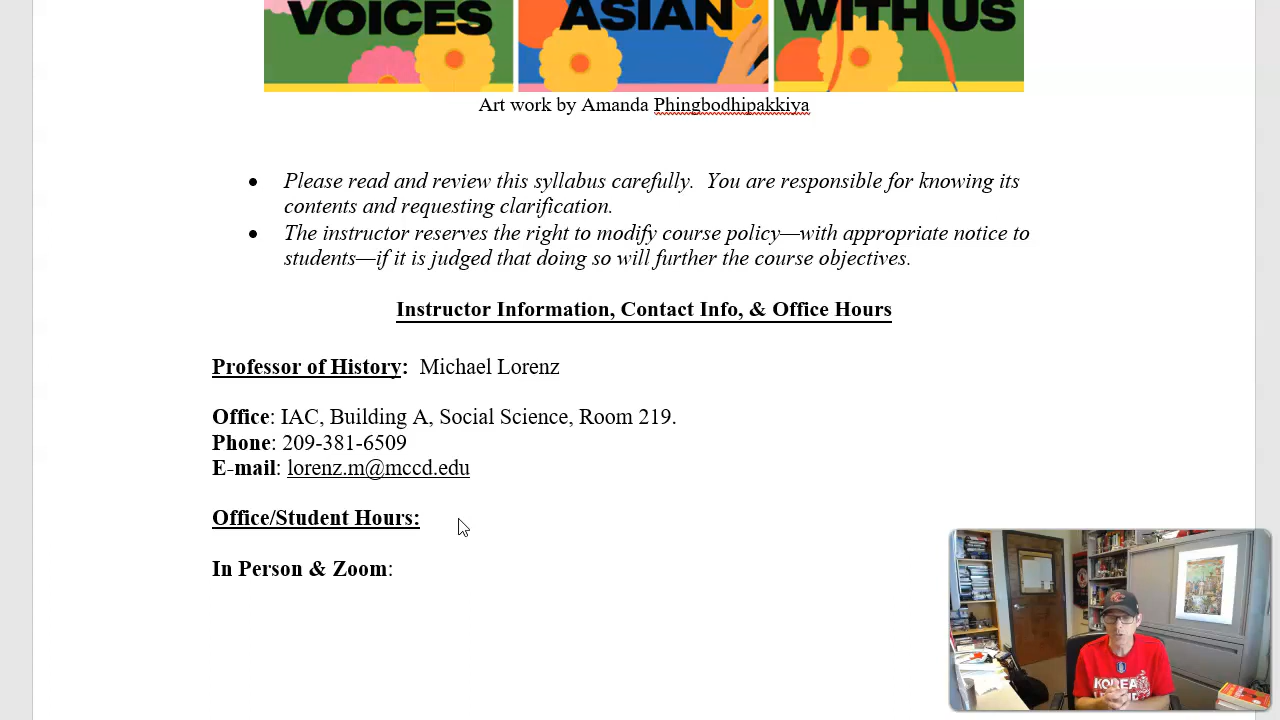 VOICES ASIAN WITH US
Art work by Amanda Phingbodhipakkiya
• Please read and review this syllabus carefully.  You are responsible for knowing its
contents and requesting clarification.
• The instructor reserves the right to modify course policy—with appropriate notice to
students—if it is judged that doing so will further the course objectives.
Instructor Information, Contact Info, & Office Hours
Professor of History:  Michael Lorenz
Office: IAC, Building A, Social Science, Room 219.
Phone: 209-381-6509
E-mail: lorenz.m@mccd.edu
Office/Student Hours:
In Person & Zoom:
KOREA